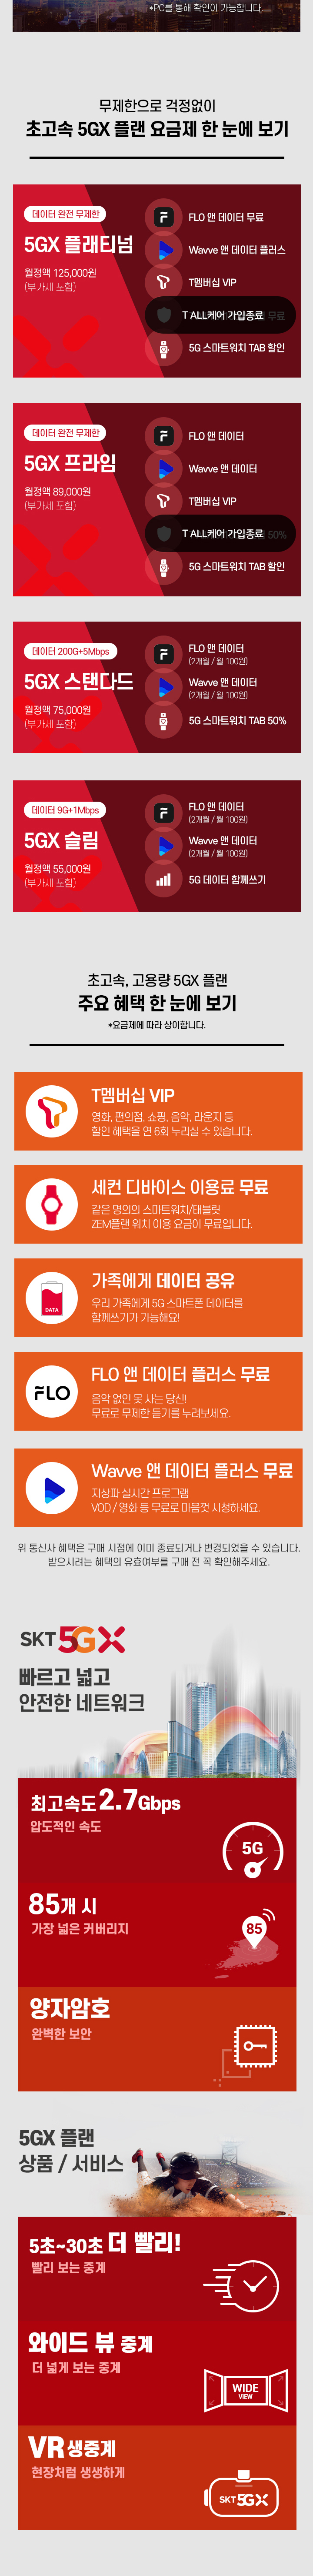 *PC를 통해 확인이 가능합니다.
무제한으로 걱정없이
초고속 5GX 플랜 요금제 한 눈에 보기
데이터 완전 무제한
5GX 플래티넘
월정액 125,000원
(부가세 포함)
FLO 앤 데이터 무료
Wavve 앤 데이터 플러스
T멤버십 VIP
T ALL케어 가입종료 무료
5G 스마트워치 TAB 할인
데이터 완전 무제한
5GX 프라임
월정액 89,000원
(부가세 포함)
FLO 앤 데이터
Wavve 앤 데이터
T멤버십 VIP
T ALL케어 가입종료 50%
5G 스마트워치 TAB 할인
데이터 200G+5Mbps
5GX 스탠다드
월정액 75,000원
(부가세 포함)
FLO 앤 데이터
(2개월 / 월 100원)
Wavve 앤 데이터
(2개월 / 월 100원)
5G 스마트워치 TAB 50%
데이터 9G+1Mbps
5GX 슬림
월정액 55,000원
(부가세 포함)
FLO 앤 데이터
(2개월 / 월 100원)
Wavve 앤 데이터
(2개월 / 월 100원)
5G 데이터 함께쓰기
초고속, 고용량 5GX 플랜
주요 혜택 한 눈에 보기
*요금제에 따라 상이합니다.
T멤버십 VIP
영화, 편의점, 쇼핑, 음악, 라운지 등
할인 혜택을 연 6회 누리실 수 있습니다.
세컨 디바이스 이용료 무료
같은 명의의 스마트워치/태블릿
ZEM플랜 워치 이용 요금이 무료입니다.
DATA
가족에게 데이터 공유
우리 가족에게 5G 스마트폰 데이터를
함께쓰기가 가능해요!
FLO
FLO 앤 데이터 플러스 무료
음악 없인 못 사는 당신!
무료로 무제한 듣기를 누려보세요.
Wavve 앤 데이터 플러스 무료
지상파 실시간 프로그램
VOD / 영화 등 무료로 마음껏 시청하세요.
위 통신사 혜택은 구매 시점에 이미 종료되거나 변경되었을 수 있습니다.
받으시려는 혜택의 유효여부를 구매 전 꼭 확인해주세요.
SKT 5GX
빠르고 넓고
안전한 네트워크
최고속도 2.7Gbps
압도적인 속도
5G
85개 시
가장 넓은 커버리지
85
양자암호
완벽한 보안
5GX 플랜
상품 / 서비스
5초~30초 더 빨리!
빨리 보는 중계
와이드 뷰 중계
더 넓게 보는 중계
WIDE
VIEW
VR 생중계
현장처럼 생생하게
SKT 5GX